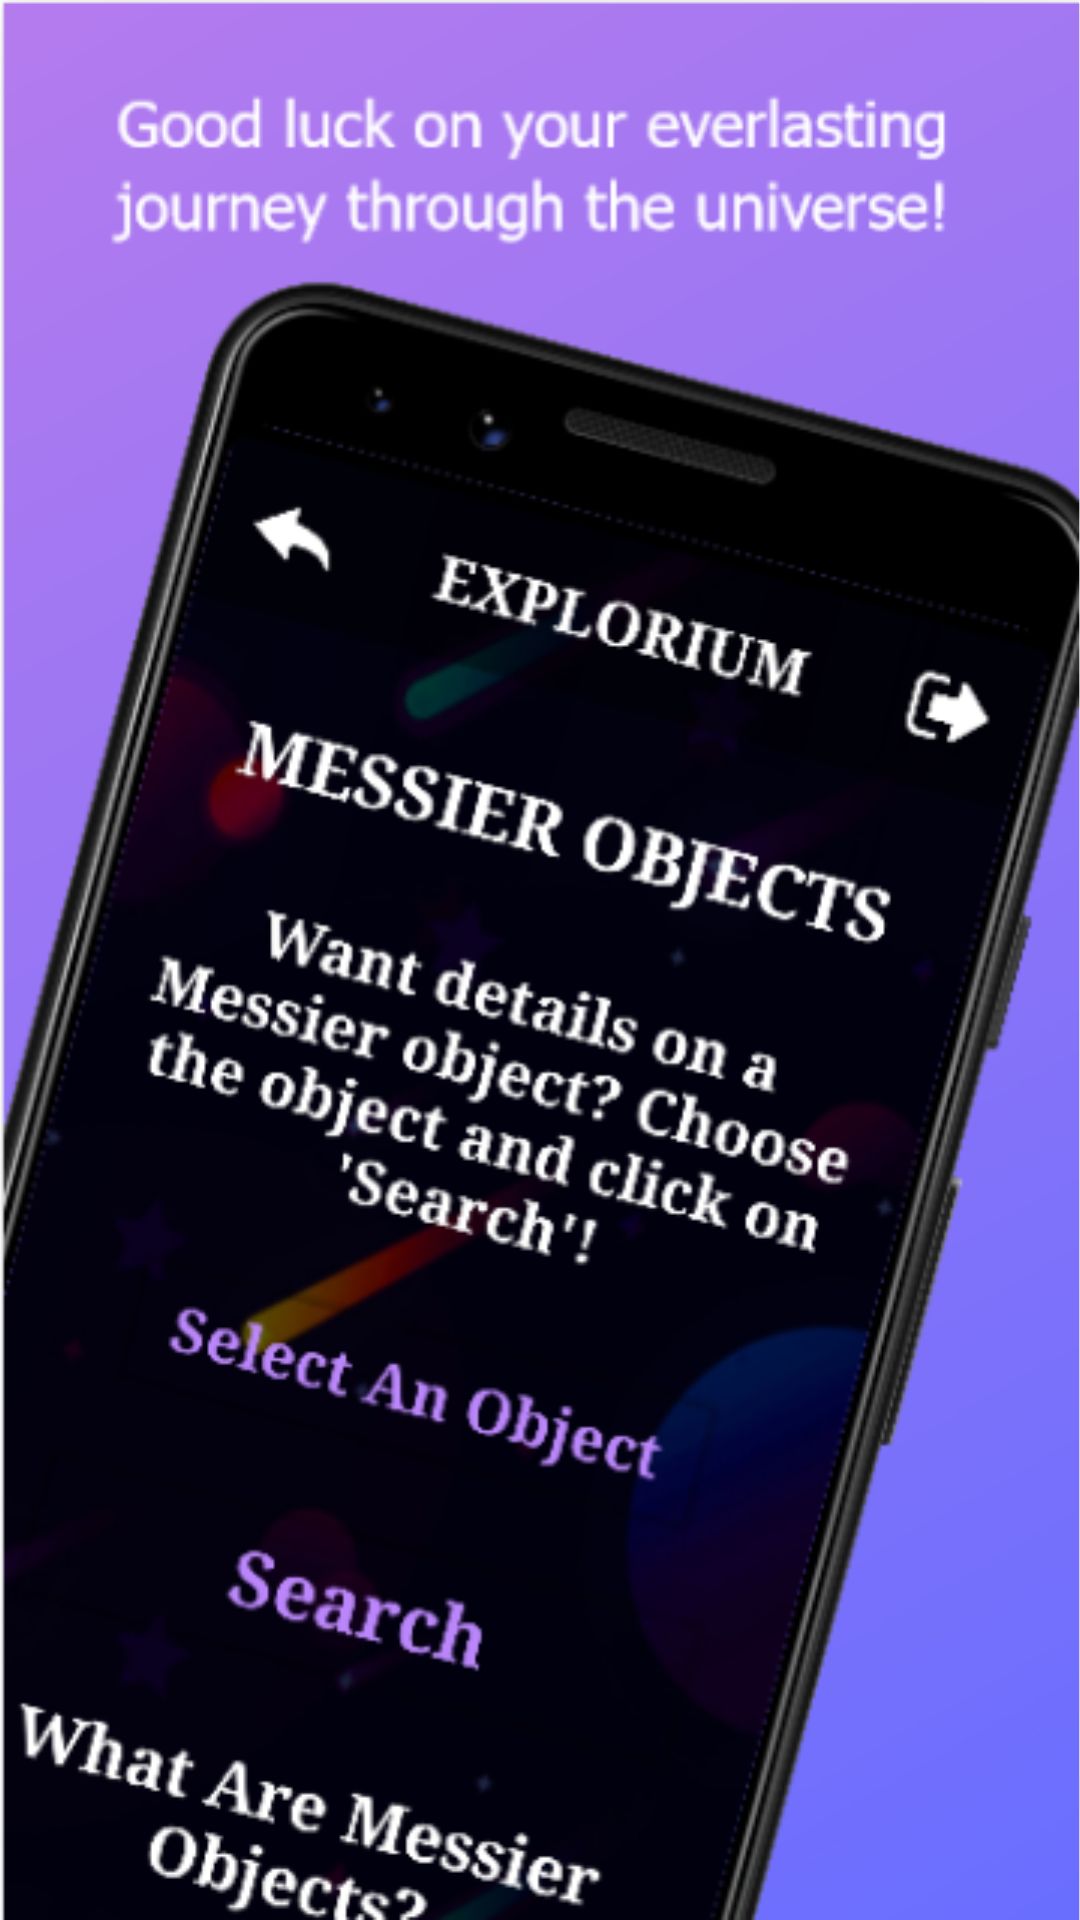 Good luck on your everlasting
journey through the universe!
EXPLORIUM
MESSIER OBJECTS
Want details on a
Messier object? Choose
the object and click on
'Search'!
Select An Object
Search
What Are Messier
Objects?